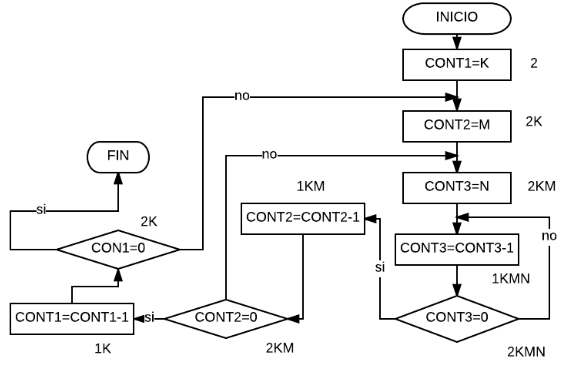 INICIO
CONT1=K
2
no
CONT2=M
2K
FIN
no
CONT3=N
2KM
1KM
CONT2=CONT2-1
si
2K
CON1=0
no
CONT3=CONT3-1
si
1KMN
CONT1=CONT1-1
si
CONT2=0
CONT3=0
1K
2KM
2KMN